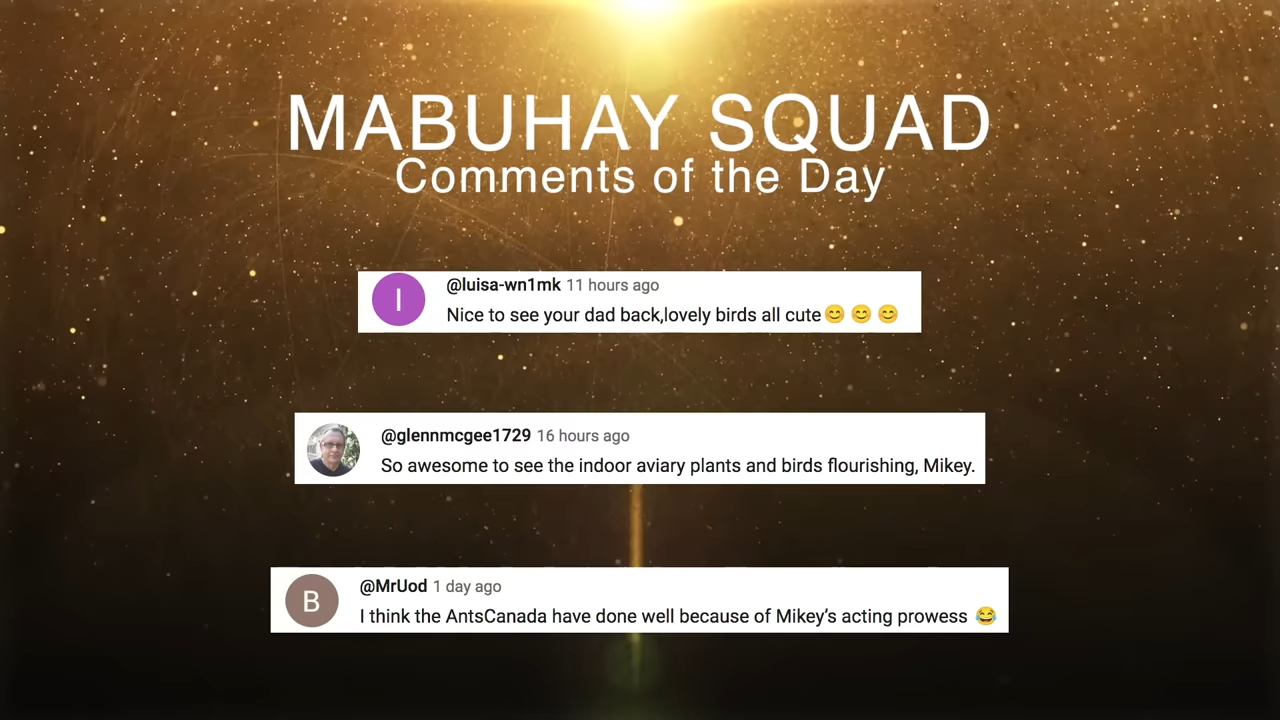 MABUHAY SQUAD
Comments of the Day
l
@luisa-wn1mk 11 hours ago
Nice to see your dad back,lovely birds all cute😊 😊 😊
@glennmcgee1729 16 hours ago
So awesome to see the indoor aviary plants and birds flourishing, Mikey.
B
@MrUod 1 day ago
I think the AntsCanada have done well because of Mikey’s acting prowess 😂